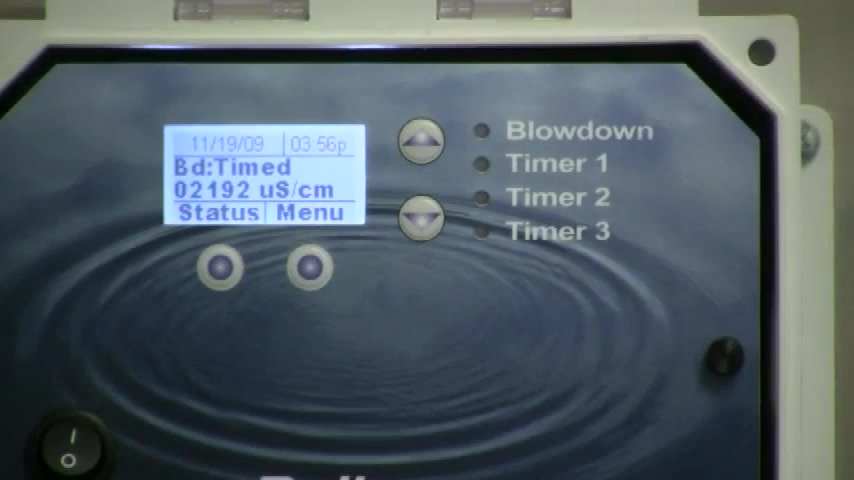 11/19/09 03:56p
Bd:Timed
02192 uS/cm
Status Menu
Blowdown
Timer 1
Timer 2
Timer 3